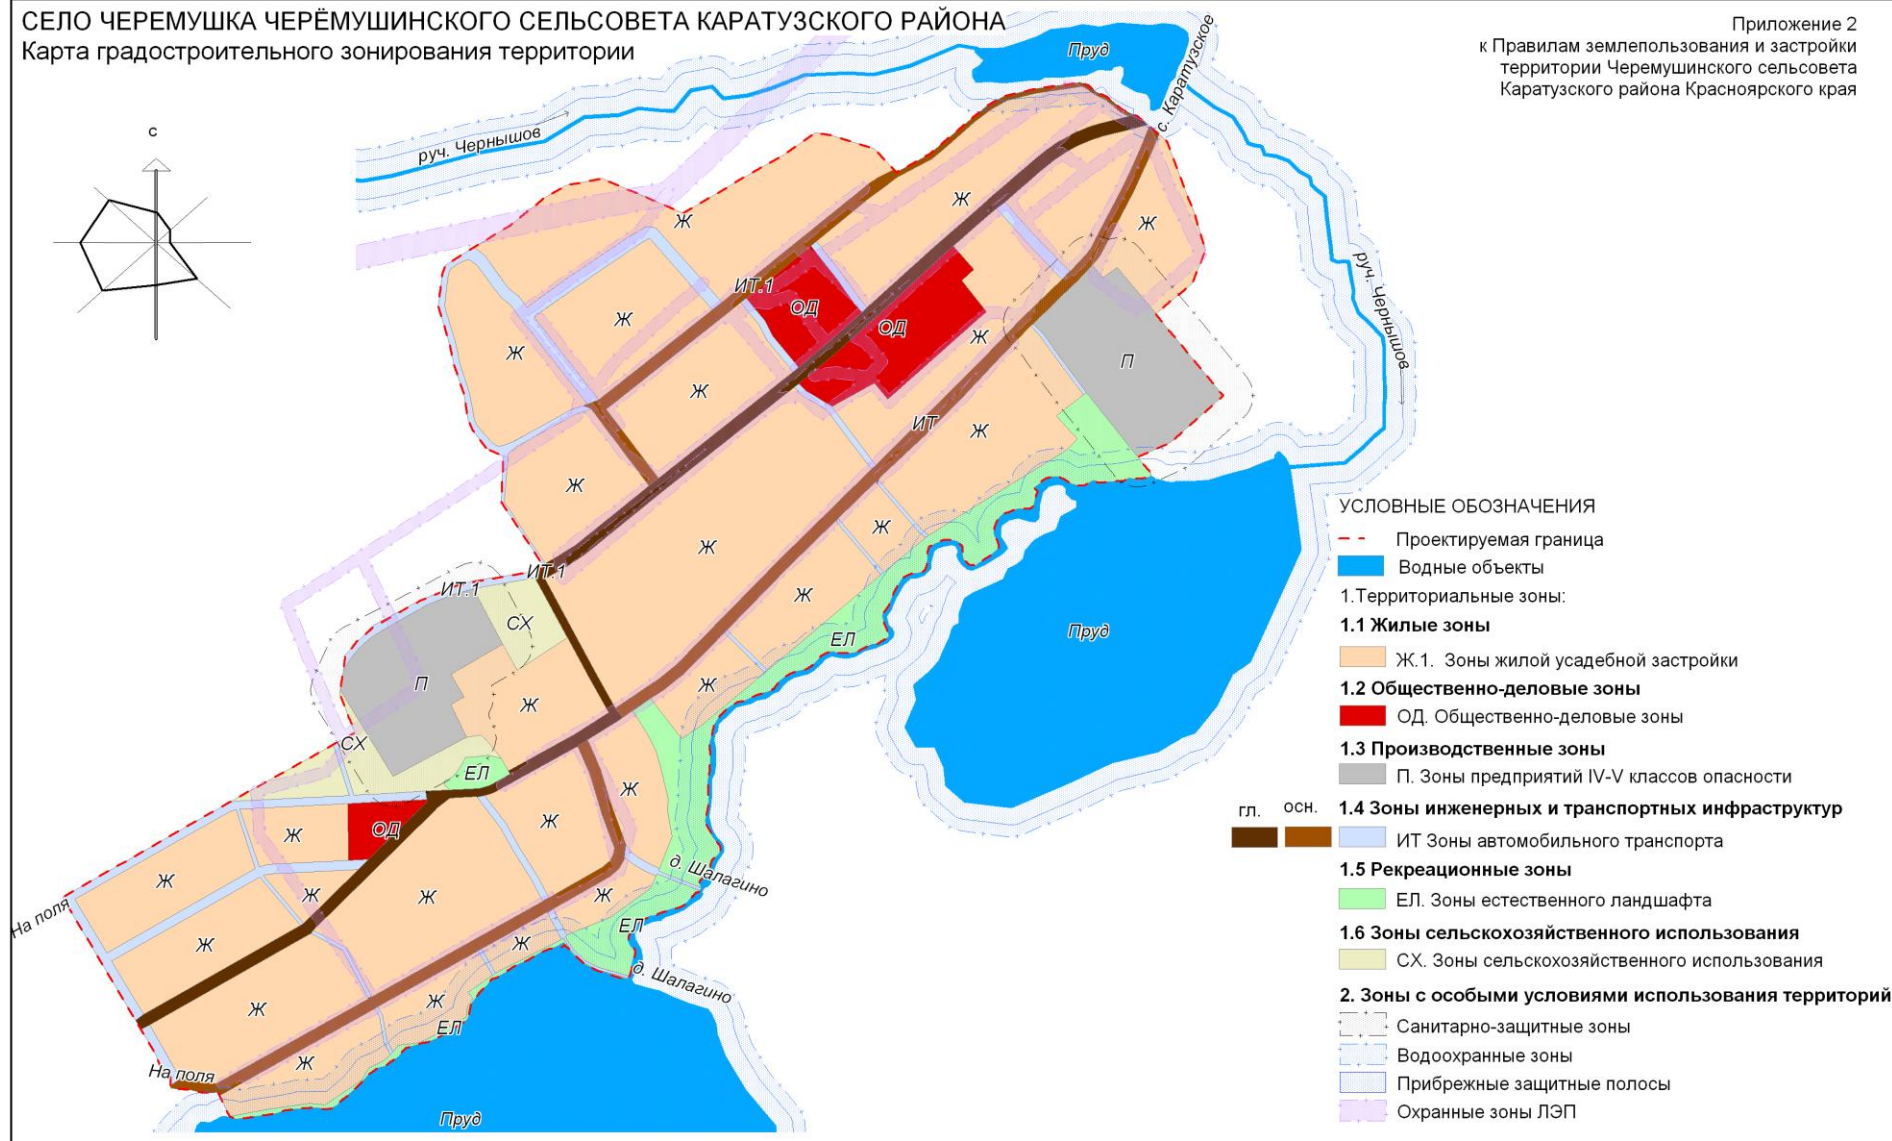 СЕЛО ЧЕРЕМУШКА ЧЕРЁМУШИНСКОГО СЕЛЬСОВЕТА КАРАТУЗСКОГО РАЙОНА
Карта градостроительного зонирования территории
Приложение 2
к Правилам землепользования и застройки
территории Черемушинского сельсовета
Каратузского района Красноярского края
с
Пруд
с. Каратузское
руч. Чернышов
Ж
Ж
Ж
руч. Чернышов
ИТ.1
ОД
Ж
ОД
Ж
Ж
П
Ж
ИТ
Ж
Ж
Ж
Ж
ИТ.1
ИТ.1
Ж
СХ
Пруд
ЕЛ
П
Ж
Ж
СХ
ЕЛ
Ж
Ж
ОД
Ж
д. Шалагино
Ж
Ж
Ж
Ж
На поля
ЕЛ
Ж
Ж
д. Шалагино
Ж
Ж
ЕЛ
Ж
На поля
Пруд
УСЛОВНЫЕ ОБОЗНАЧЕНИЯ
Проектируемая граница
Водные объекты
1.Территориальные зоны:
1.1 Жилые зоны
Ж.1. Зоны жилой усадебной застройки
1.2 Общественно-деловые зоны
ОД. Общественно-деловые зоны
1.3 Производственные зоны
П. Зоны предприятий IV-V классов опасности
гл. осн. 1.4 Зоны инженерных и транспортных инфраструктур
ИТ Зоны автомобильного транспорта
1.5 Рекреационные зоны
ЕЛ. Зоны естественного ландшафта
1.6 Зоны сельскохозяйственного использования
СХ. Зоны сельскохозяйственного использования
2. Зоны с особыми условиями использования территорий
Санитарно-защитные зоны
Водоохранные зоны
Прибрежные защитные полосы
Охранные зоны ЛЭП